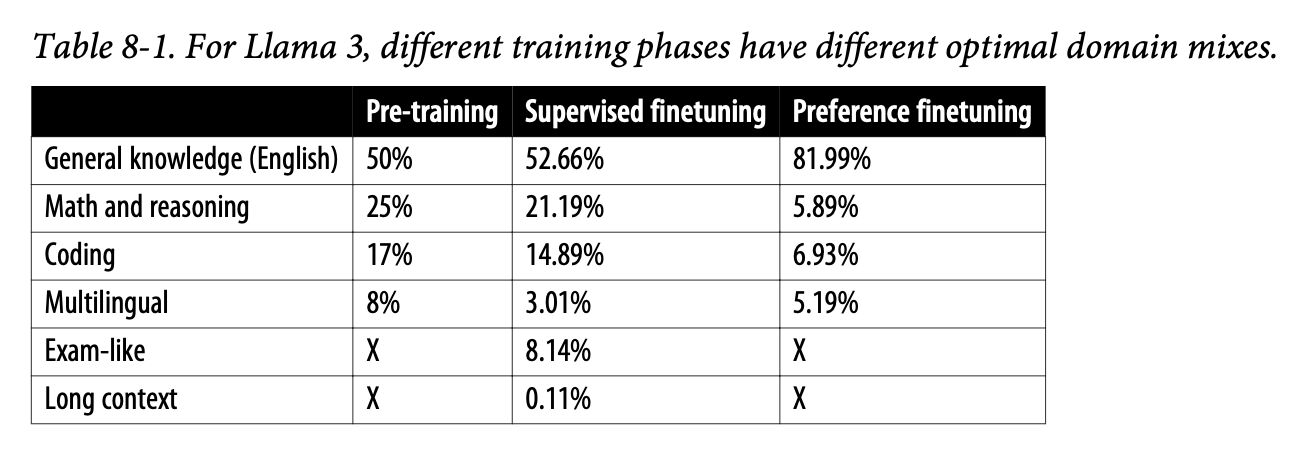 Table 8-1. For Llama 3, different training phases have different optimal domain mixes.
Pre-training Supervised finetuning Preference finetuning
General knowledge (English) 50% 52.66% 81.99%
Math and reasoning 25% 21.19% 5.89%
Coding 17% 14.89% 6.93%
Multilingual 8% 3.01% 5.19%
Exam-like X 8.14% X
Long context X 0.11% X